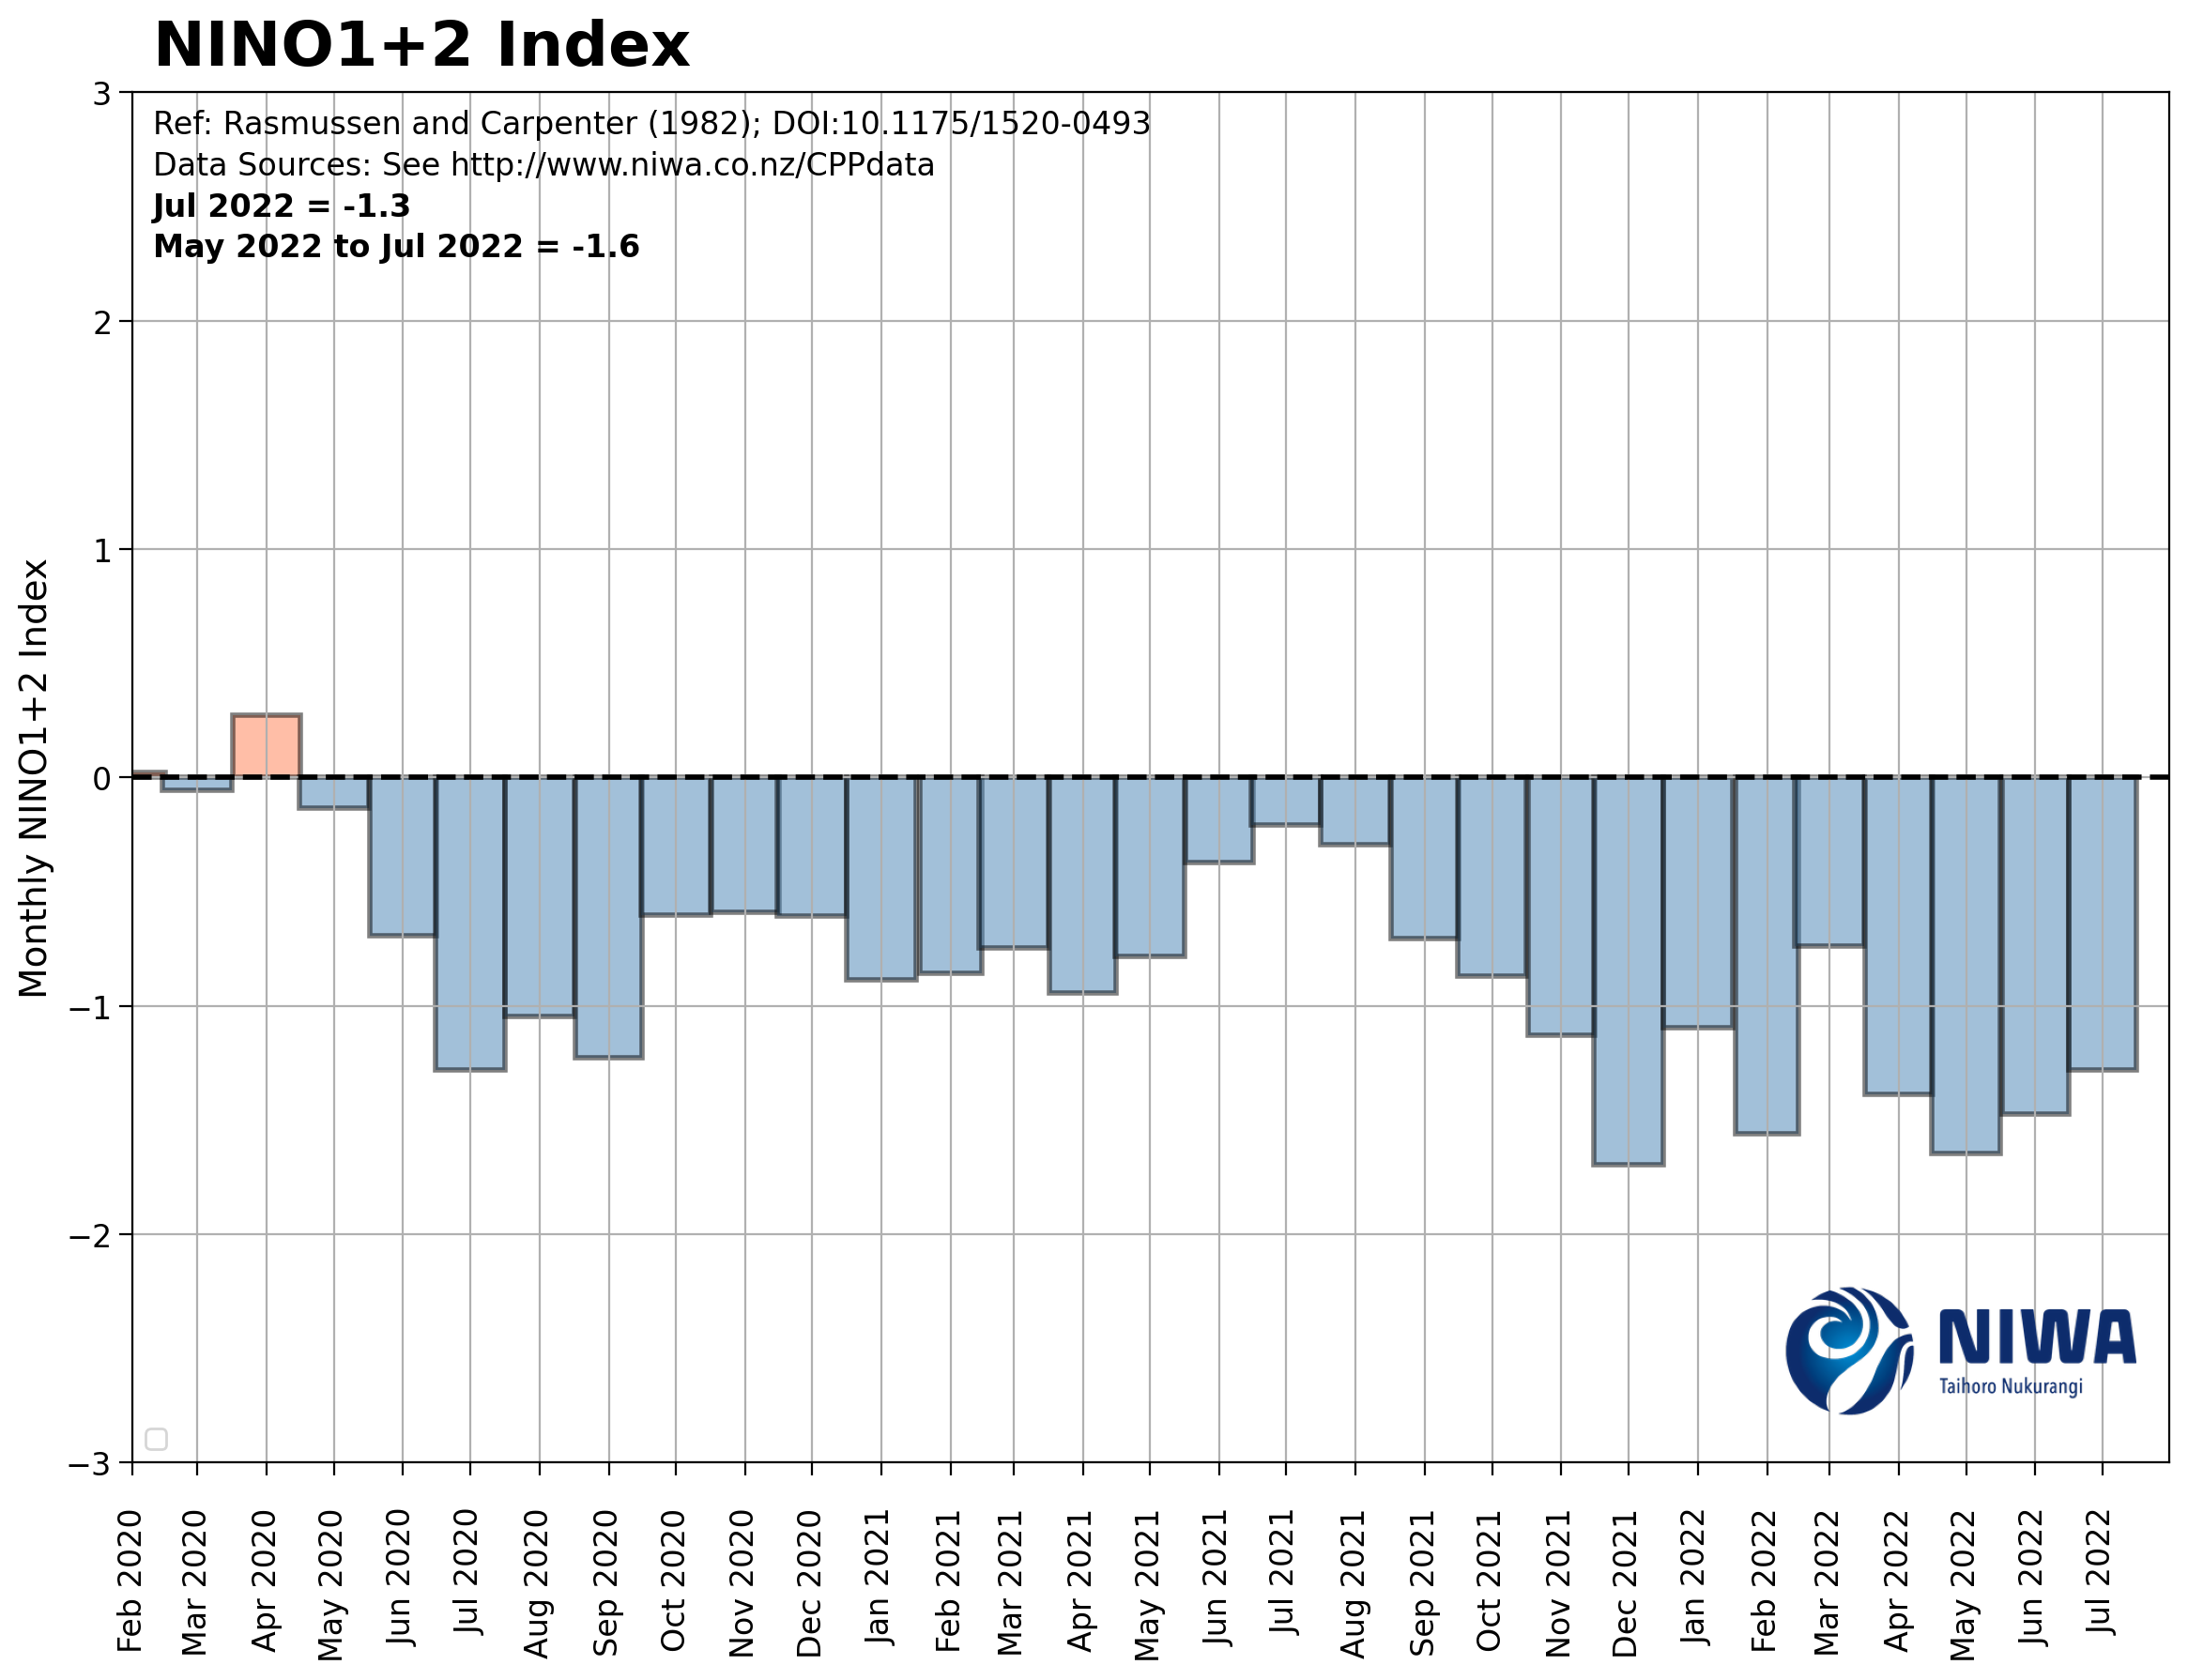 NINO1+2 Index
Ref: Rasmussen and Carpenter (1982); DOI:10.1175/1520-0493
Data Sources: See http://www.niwa.co.nz/CPPdata
Jul 2022 = -1.3
May 2022 to Jul 2022 = -1.6
Monthly NINO1+2 Index
3
2
1
0
−1
−2
−3
NIWA
Taihoro Nukurangi
Feb 2020
Mar 2020
Apr 2020
May 2020
Jun 2020
Jul 2020
Aug 2020
Sep 2020
Oct 2020
Nov 2020
Dec 2020
Jan 2021
Feb 2021
Mar 2021
Apr 2021
May 2021
Jun 2021
Jul 2021
Aug 2021
Sep 2021
Oct 2021
Nov 2021
Dec 2021
Jan 2022
Feb 2022
Mar 2022
Apr 2022
May 2022
Jun 2022
Jul 2022